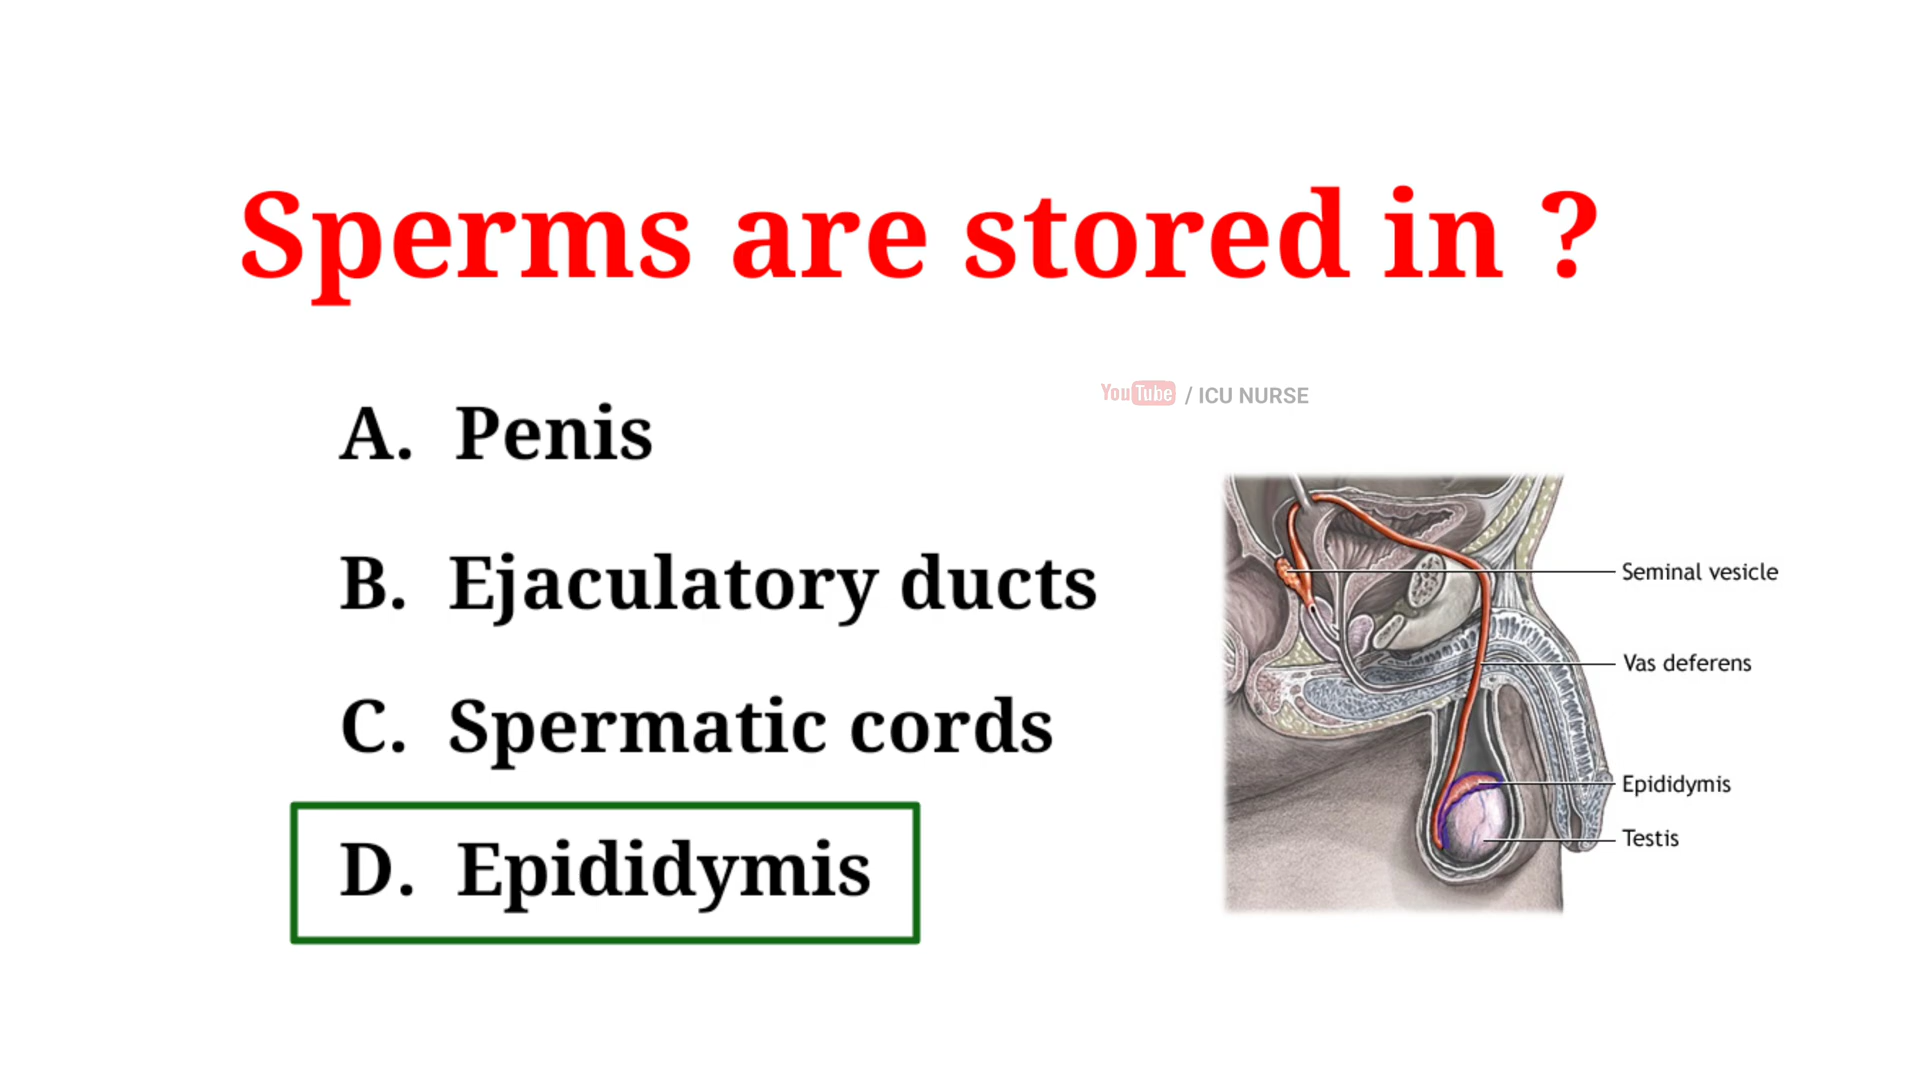 Sperms are stored in ?
A. Penis
YouTube / ICU NURSE
B. Ejaculatory ducts
Seminal vesicle
Vas deferens
C. Spermatic cords
Epididymis
Testis
D. Epididymis